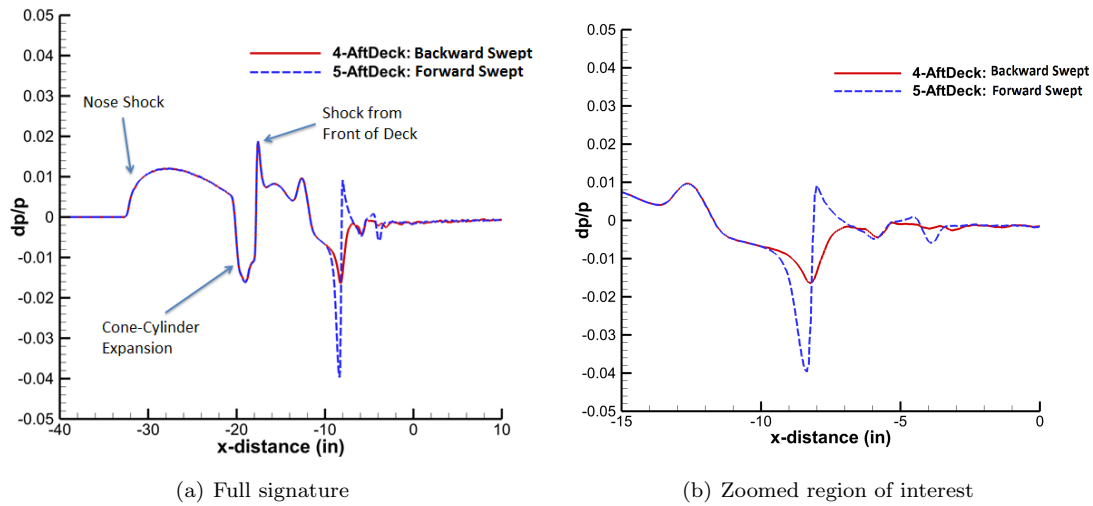 0.05
0.04
0.03
0.02
0.01
0
-0.01
-0.02
-0.03
-0.04
-0.05
dp/p
-40
-30
-20
-10
0
10
x-distance (in)
4-AftDeck: Backward Swept
5-AftDeck: Forward Swept
Nose Shock
Shock from
Front of Deck
Cone-Cylinder
Expansion
(a) Full signature
0.05
0.04
0.03
0.02
0.01
0
-0.01
-0.02
-0.03
-0.04
-0.05
dp/p
-15
-10
-5
0
x-distance (in)
4-AftDeck: Backward Swept
5-AftDeck: Forward Swept
(b) Zoomed region of interest